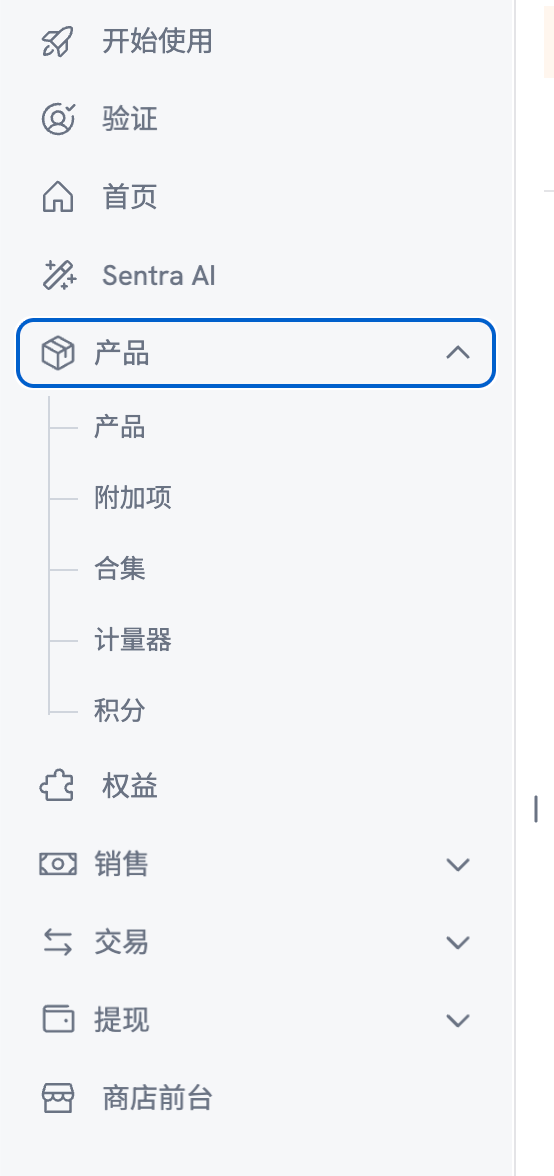 开始使用
验证
首页
Sentra AI
产品
产品
附加项
合集
计量器
积分
权益
销售
交易
提现
商店前台